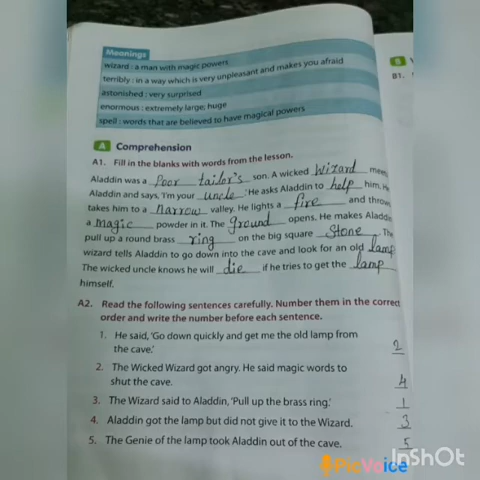 Meanings
wizard : a man with magic powers
terribly : in a way which is very unpleasant and makes you afraid
astonished : very surprised
enormous : extremely large; huge
spell : words that are believed to have magical powers
B
B1.
A Comprehension
A1. Fill in the blanks with words from the lesson.
Aladdin was a Poor tailor's son. A wicked Wizard
Aladdin and says, 'I'm your uncle.' He asks Aladdin to help him. He
takes him to a Narrow valley. He lights a fire and throws
a magic powder in it. The ground opens. He makes Aladdin
pull up a round brass ring on the big square Stone. The
wizard tells Aladdin to go down into the cave and look for an old lamp
The wicked uncle knows he will die if he tries to get the lamp
himself.
A2. Read the following sentences carefully. Number them in the correct
order and write the number before each sentence.
1. He said, 'Go down quickly and get me the old lamp from
the cave.' 2
2. The Wicked Wizard got angry. He said magic words to
shut the cave. 4
3. The Wizard said to Aladdin, 'Pull up the brass ring.' 1
4. Aladdin got the lamp but did not give it to the Wizard. 3
5. The Genie of the lamp took Aladdin out of the cave. 5
PicVoice
InShOt